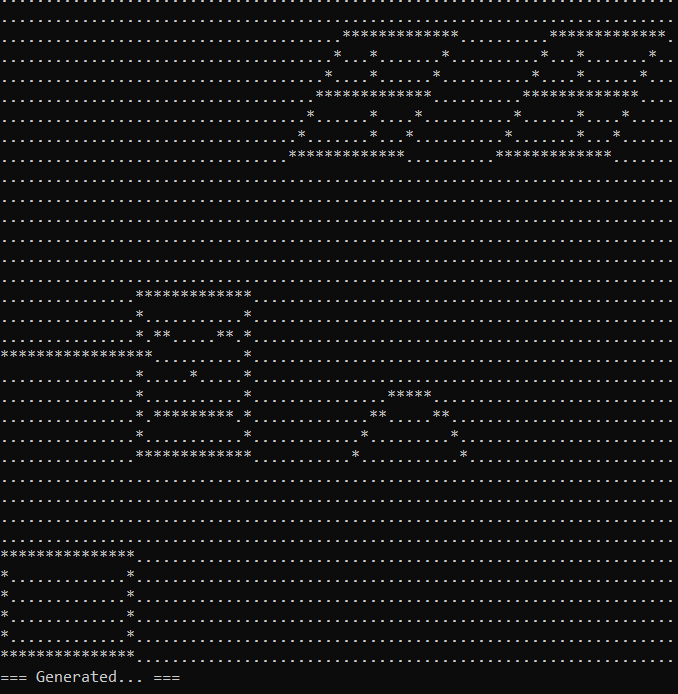 === Generated... ===